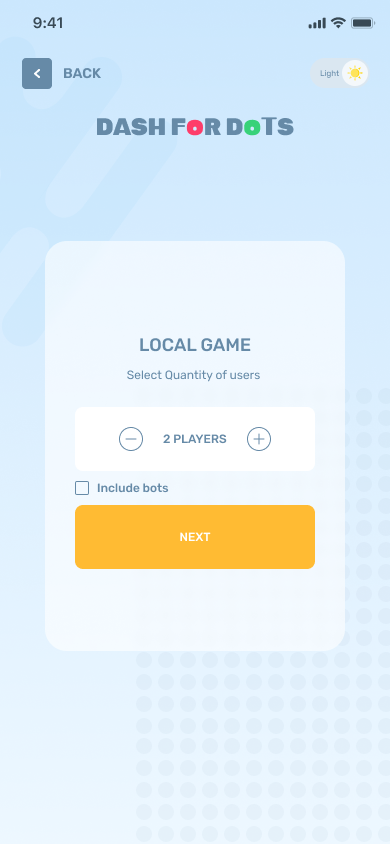 9:41
BACK
Light
DASH FoR DoTS
LOCAL GAME
Select Quantity of users
2 PLAYERS
Include bots
NEXT